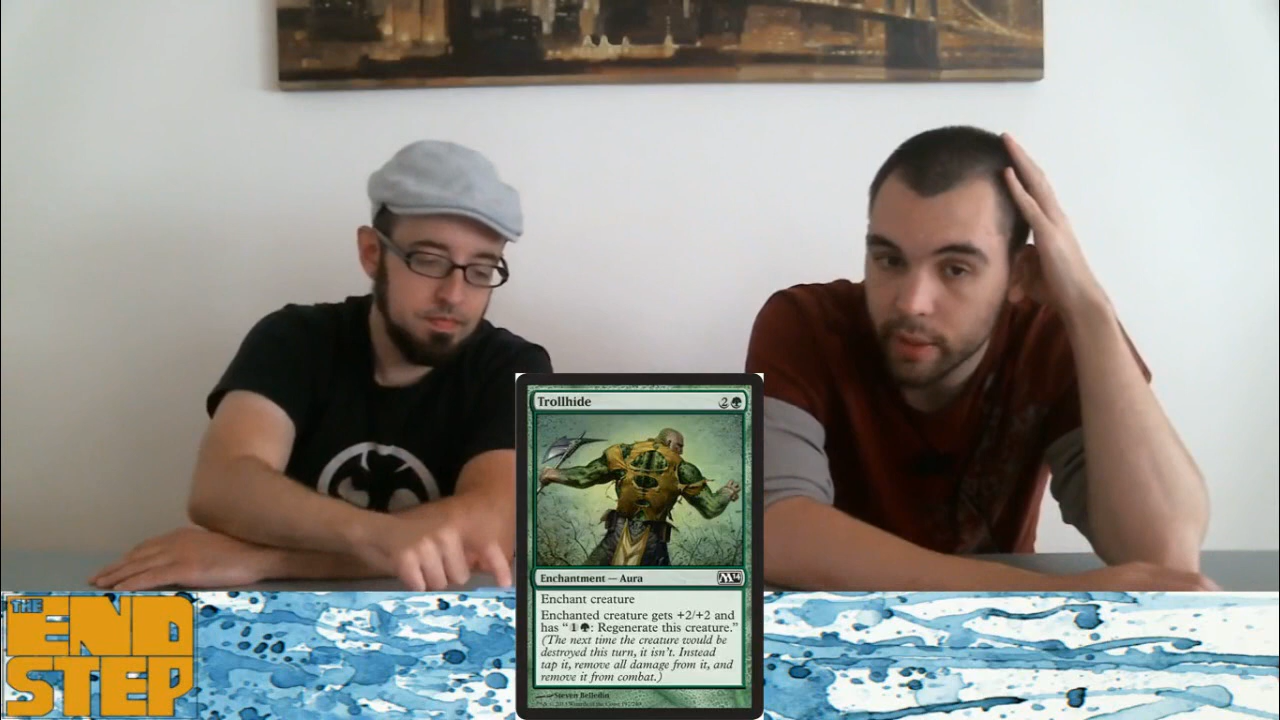 Trollhide 2
Enchantment — Aura M14
Enchant creature
Enchanted creature gets +2/+2 and
has “1 : Regenerate this creature.”
(The next time the creature would be
destroyed this turn, it isn't. Instead
tap it, remove all damage from it, and
remove it from combat.)
Steven Belledin
THE
END
STEP